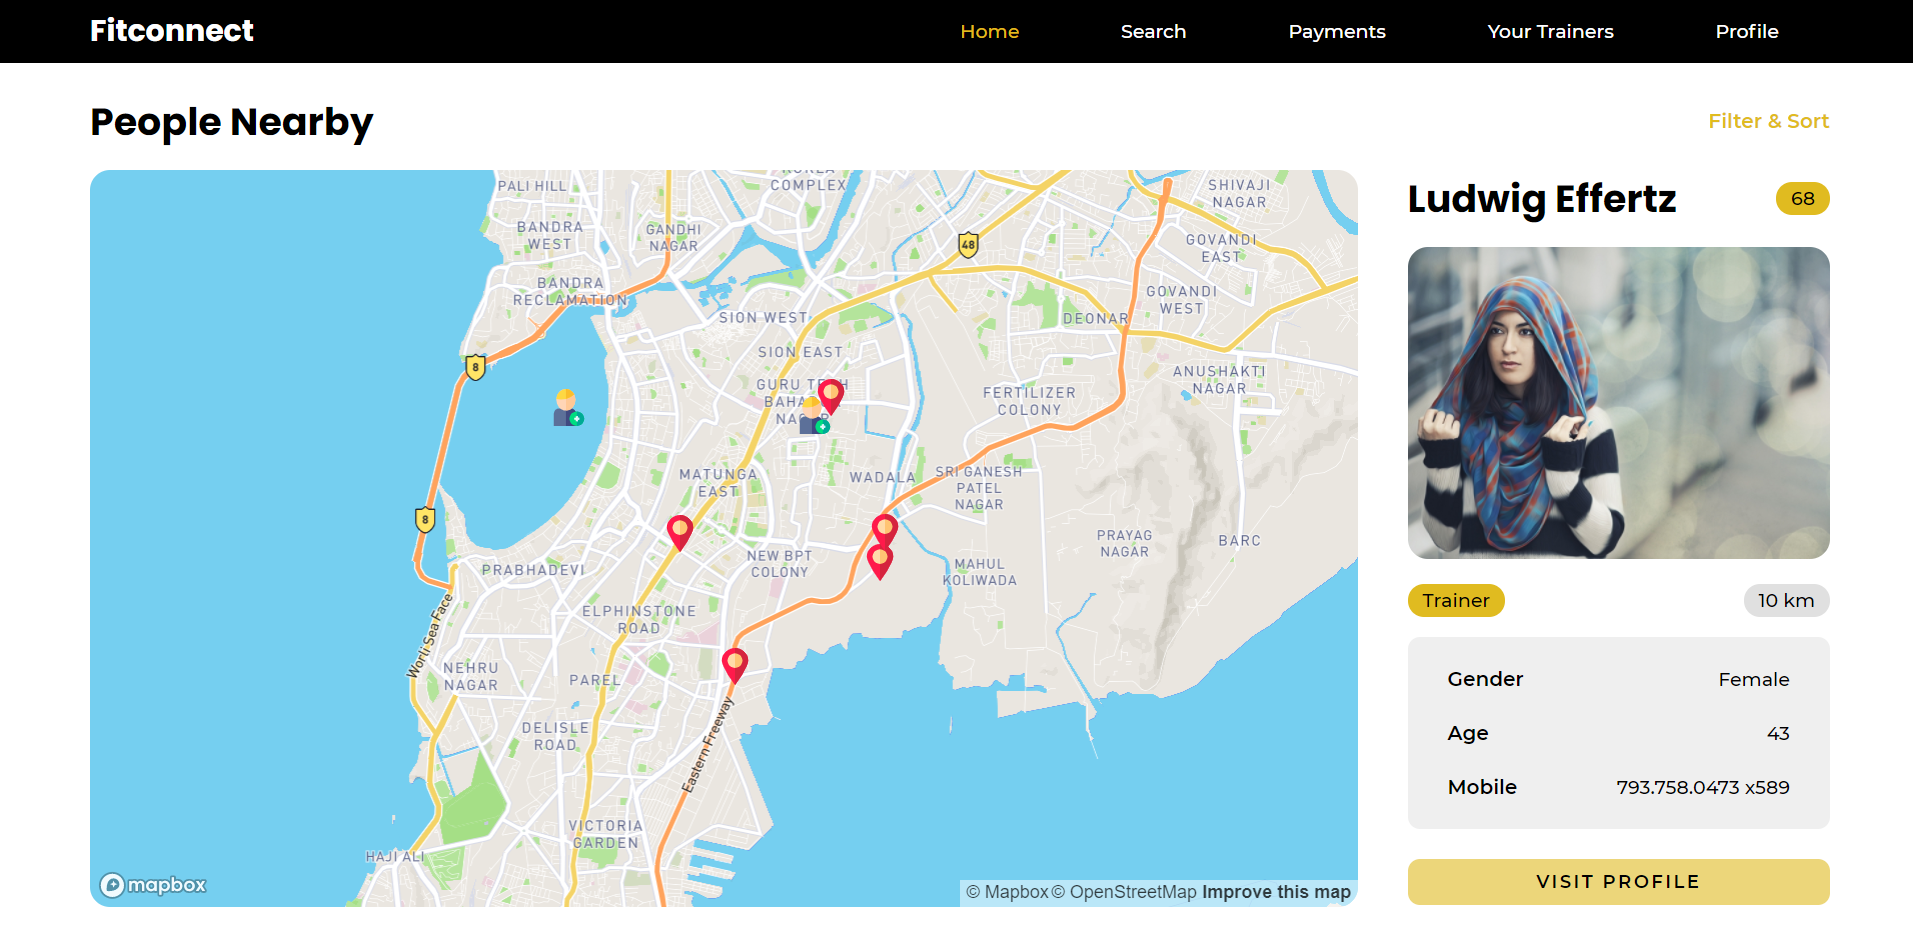 Fitconnect
Home
Search
Payments
Your Trainers
Profile
People Nearby
Filter & Sort
PALI HILL
COMPLEX
SHIVAJI
NAGAR
BANDRA
WEST
GANDHI
NAGAR
48
GOVANDI
EAST
BANDRA
RECLAMATION
GOVANDI
WEST
SION WEST
DEONAR
SION EAST
8
ANUSHAKTI
NAGAR
GURU TEGH
FERTILIZER
COLONY
MATUNGA
EAST
WADALA
SRI GANESH
PATEL
NAGAR
8
PRAYAG
NAGAR
BARC
NEW BPT
COLONY
MAHUL
KOLIWADA
PRABHADEVI
ELPHINSTONE
ROAD
Worli Sea Face
NEHRU
NAGAR
PAREL
DELISLE
ROAD
Eastern Freeway
VICTORIA
GARDEN
HAJI ALI
mapbox
© Mapbox © OpenStreetMap Improve this map
Ludwig Effertz
68
Trainer
10 km
Gender
Female
Age
43
Mobile
793.758.0473 x589
VISIT PROFILE